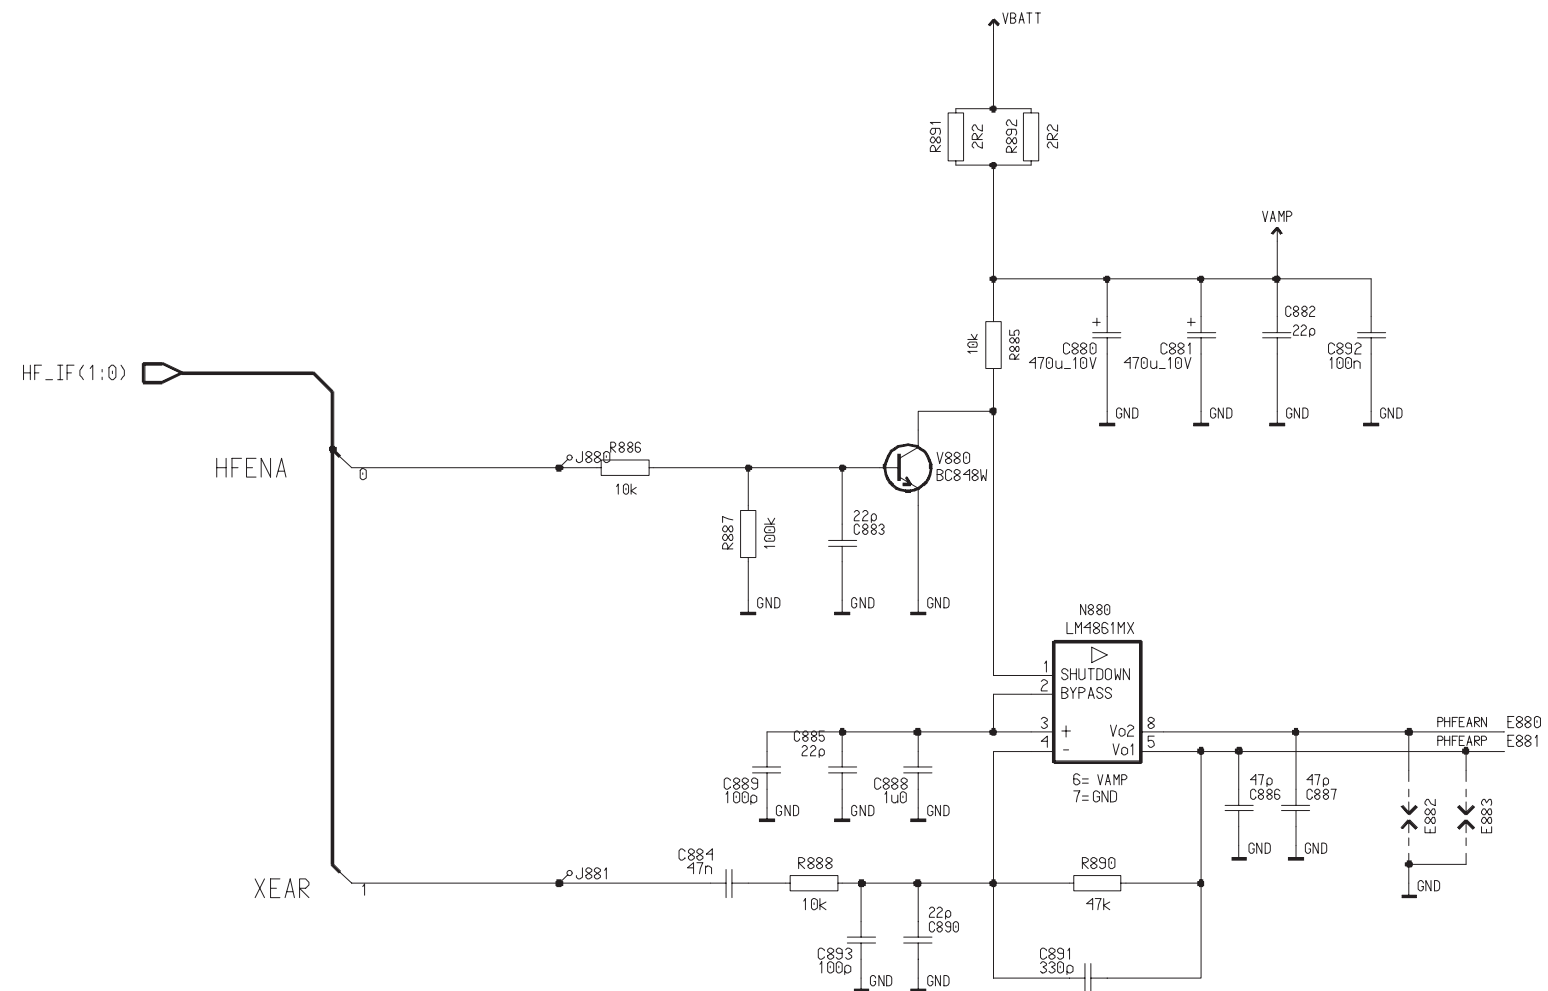 VBATT
R891
2R2
R892
2R2
VAMP
10k
R885
C880
470u_10V
C881
470u_10V
C882
22p
C892
100n
GND
GND
GND
GND
HF_IF(1:0)
HFENA
0
J880
R886
10k
V880
BC848W
R887
100k
22p
C883
GND
GND
GND
N880
LM4861MX
1
SHUTDOWN
2
BYPASS
3
+
Vo2
8
PHFEARN
E880
4
-
Vo1
5
PHFEARP
E881
6= VAMP
7=GND
C885
22p
C889
100p
C888
1u0
GND
GND
GND
47p
C886
47p
C887
GND
GND
E882
E883
GND
XEAR
1
J881
C884
47n
R888
10k
R890
47k
22p
C890
C893
100p
GND
GND
C891
330p